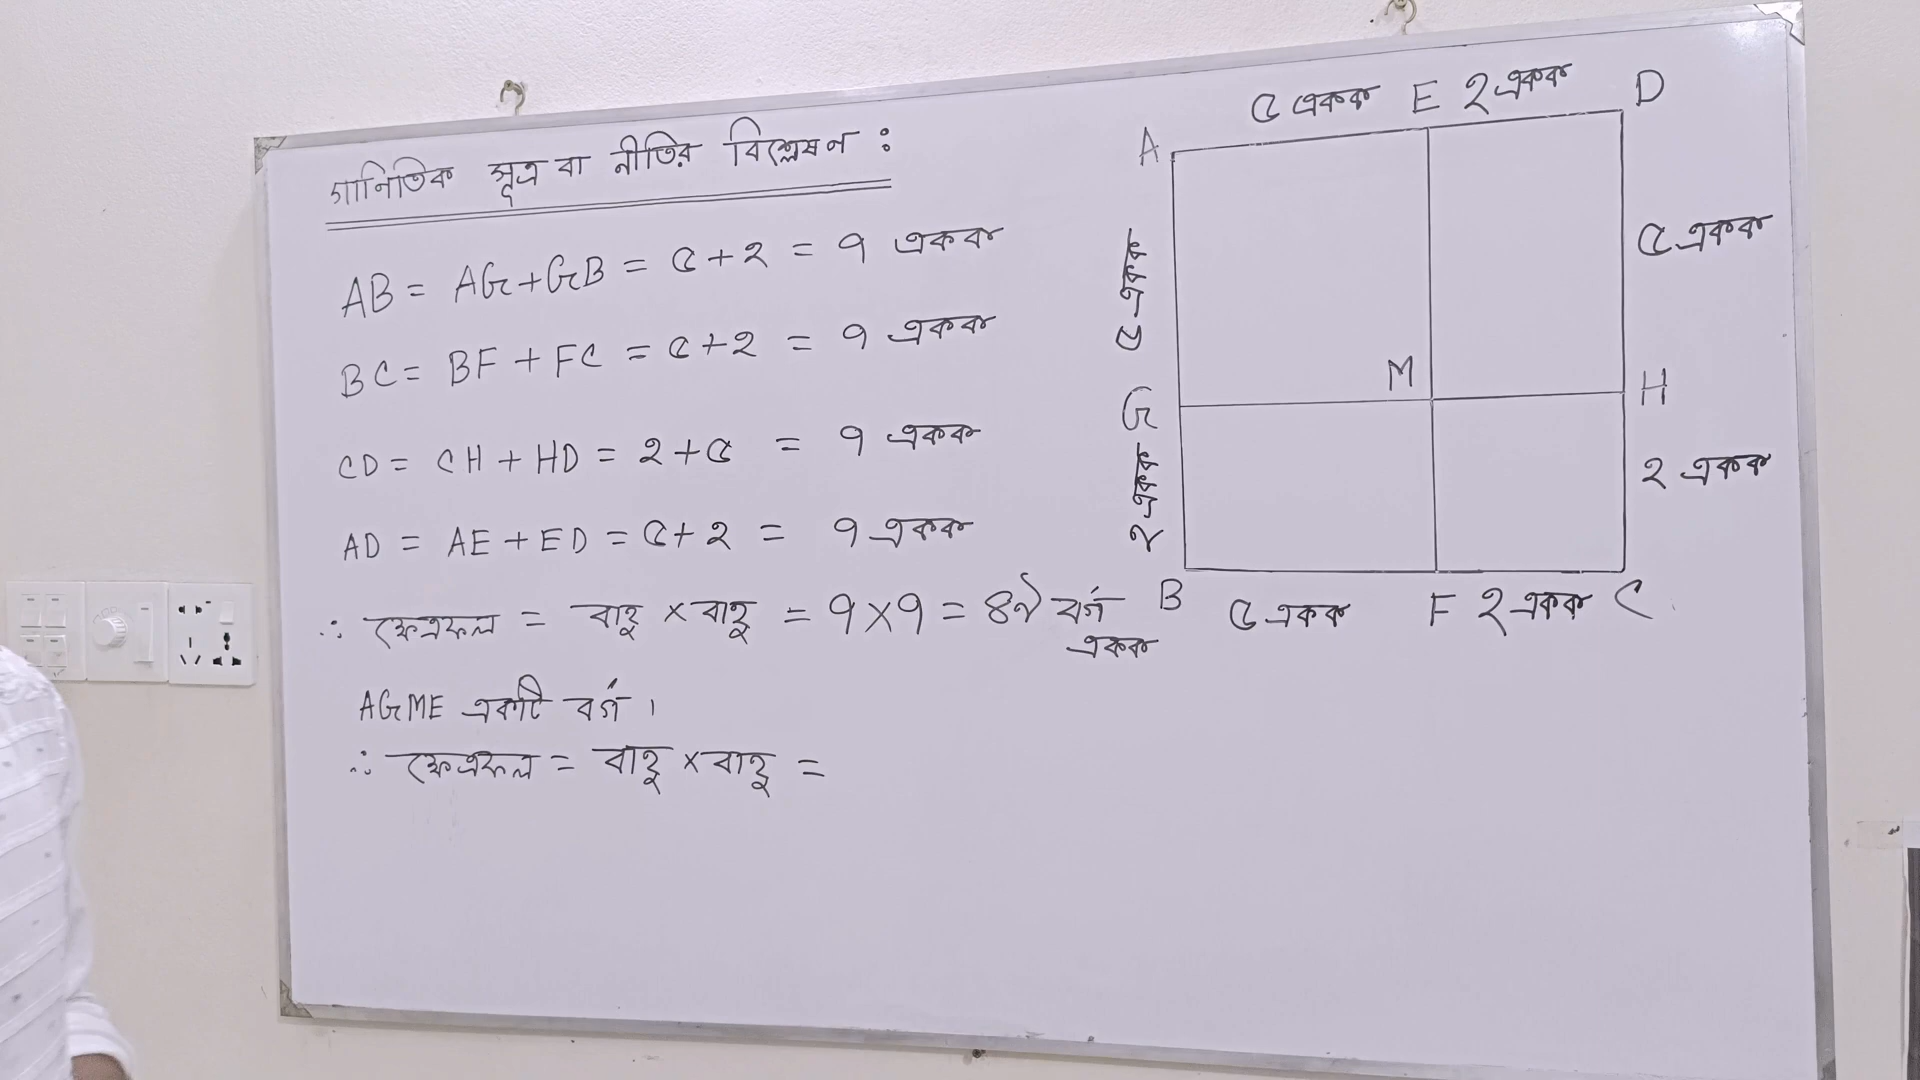 গানিতিক সূত্র বা নীতির বিশ্লেষন :
AB = AG + GB = ৫ + ২ = ৭ একক
BC = BF + FC = ৫ + ২ = ৭ একক
CD = CH + HD = ২ + ৫ = ৭ একক
AD = AE + ED = ৫ + ২ = ৭ একক
∴ ক্ষেত্রফল = বাহু × বাহু = ৭ × ৭ = ৪৯ বর্গ
একক
AGME একটি বর্গ ।
∴ ক্ষেত্রফল = বাহু × বাহু =
৫ একক E ২ একক D
A
৫ একক
৫ একক
M
G H
২ একক
২ একক
B ৫ একক F ২ একক C